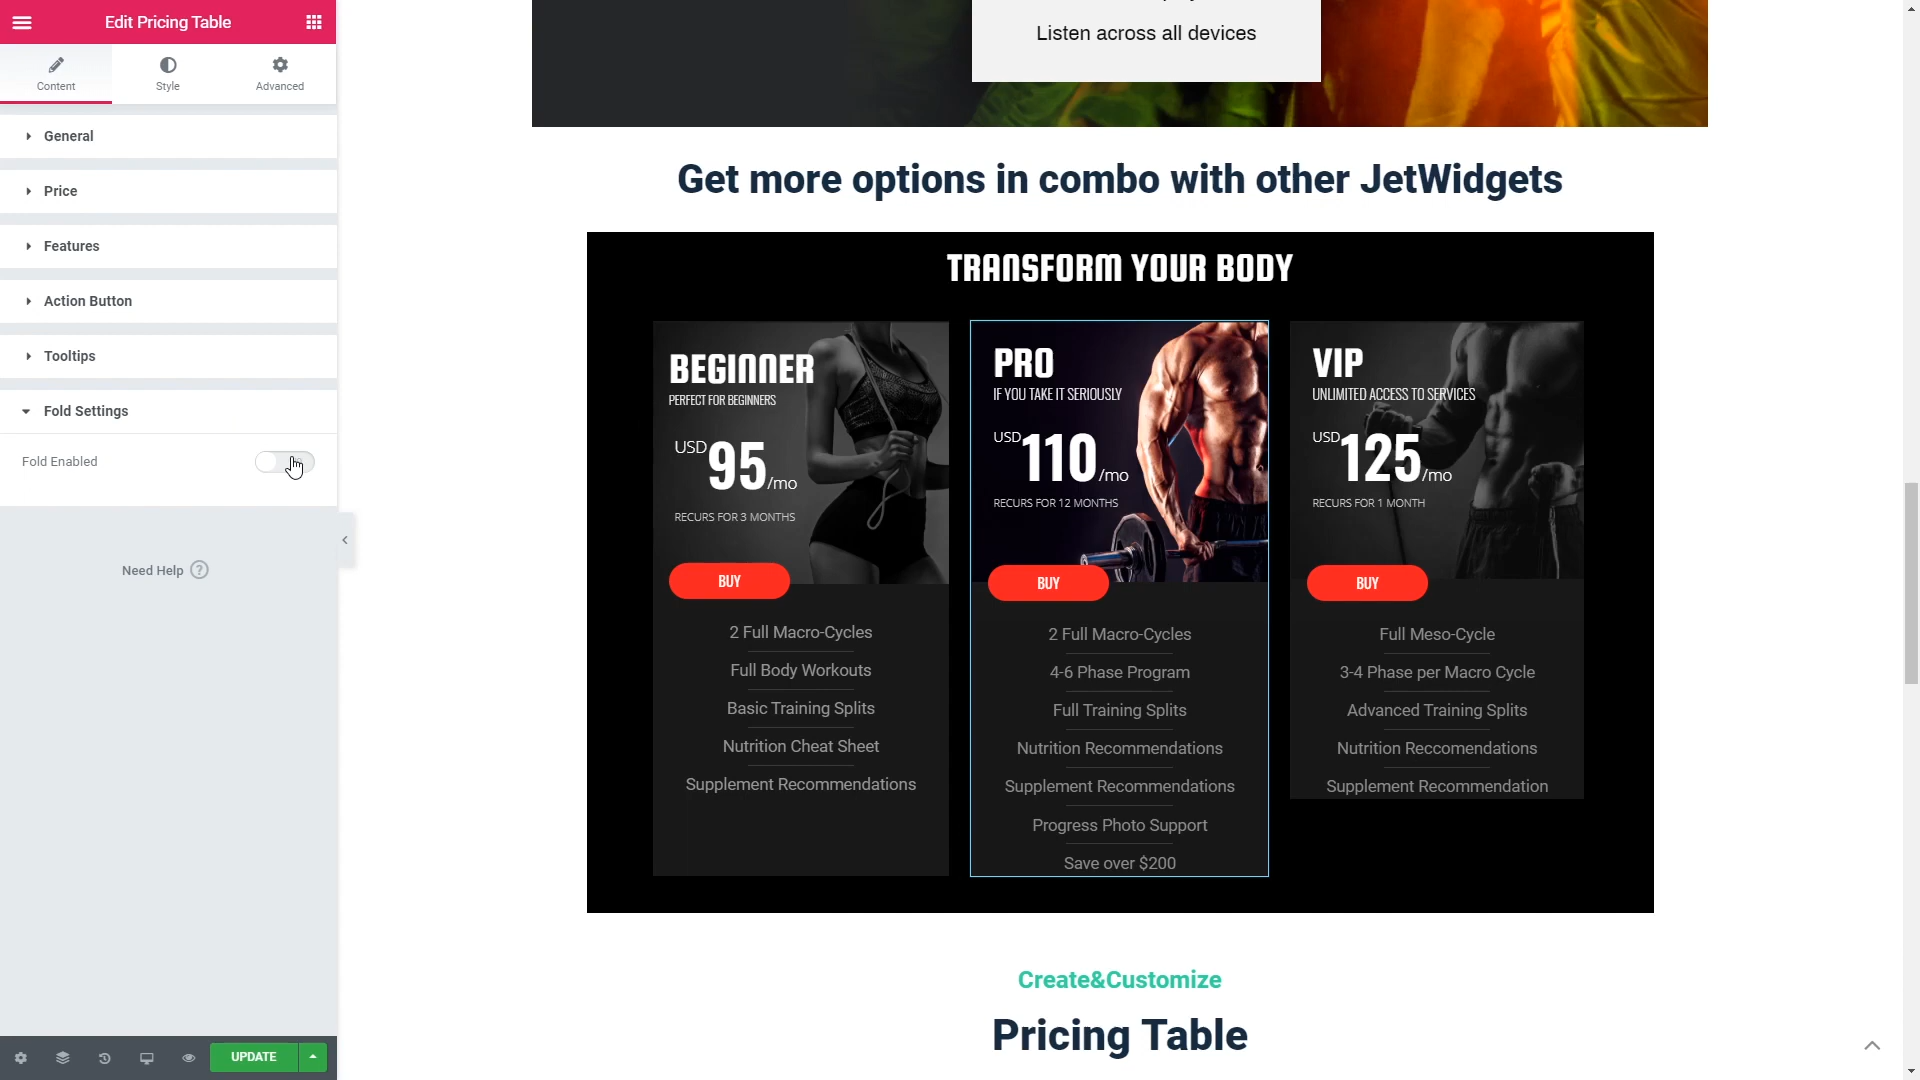 Edit Pricing Table
Content
Style
Advanced
General
Price
Features
Action Button
Tooltips
Fold Settings
Fold Enabled
Need Help ?
UPDATE
Listen across all devices
Get more options in combo with other JetWidgets
TRANSFORM YOUR BODY
BEGINNER
PERFECT FOR BEGINNERS
USD95/mo
RECURS FOR 3 MONTHS
BUY
2 Full Macro-Cycles
Full Body Workouts
Basic Training Splits
Nutrition Cheat Sheet
Supplement Recommendations
PRO
IF YOU TAKE IT SERIOUSLY
USD110/mo
RECURS FOR 12 MONTHS
BUY
2 Full Macro-Cycles
4-6 Phase Program
Full Training Splits
Nutrition Recommendations
Supplement Recommendations
Progress Photo Support
Save over $200
VIP
UNLIMITED ACCESS TO SERVICES
USD125/mo
RECURS FOR 1 MONTH
BUY
Full Meso-Cycle
3-4 Phase per Macro Cycle
Advanced Training Splits
Nutrition Reccomendations
Supplement Recommendation
Create&Customize
Pricing Table